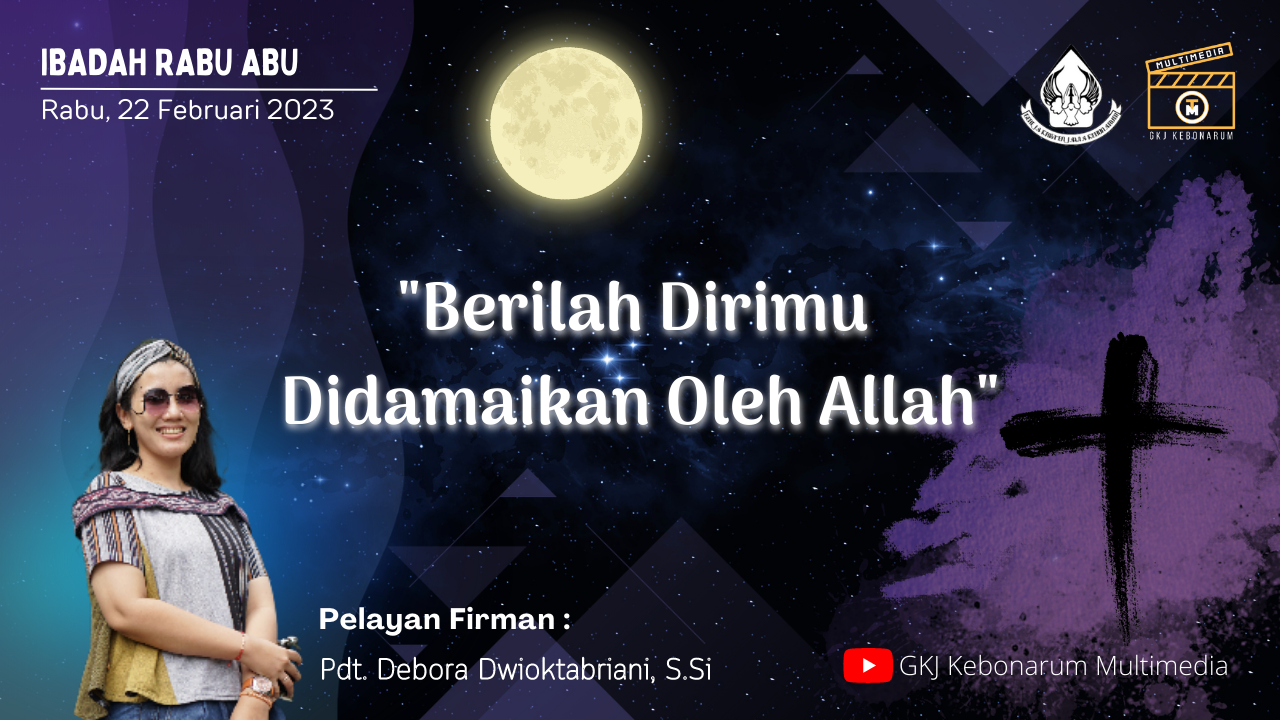 IBADAH RABU ABU
Rabu, 22 Februari 2023
MULTIMEDIA
TM
GKJ KEBONARUM
"Berilah Dirimu
Didamaikan Oleh Allah"
Pelayan Firman :
Pdt. Debora Dwioktabriani, S.Si
GKJ Kebonarum Multimedia